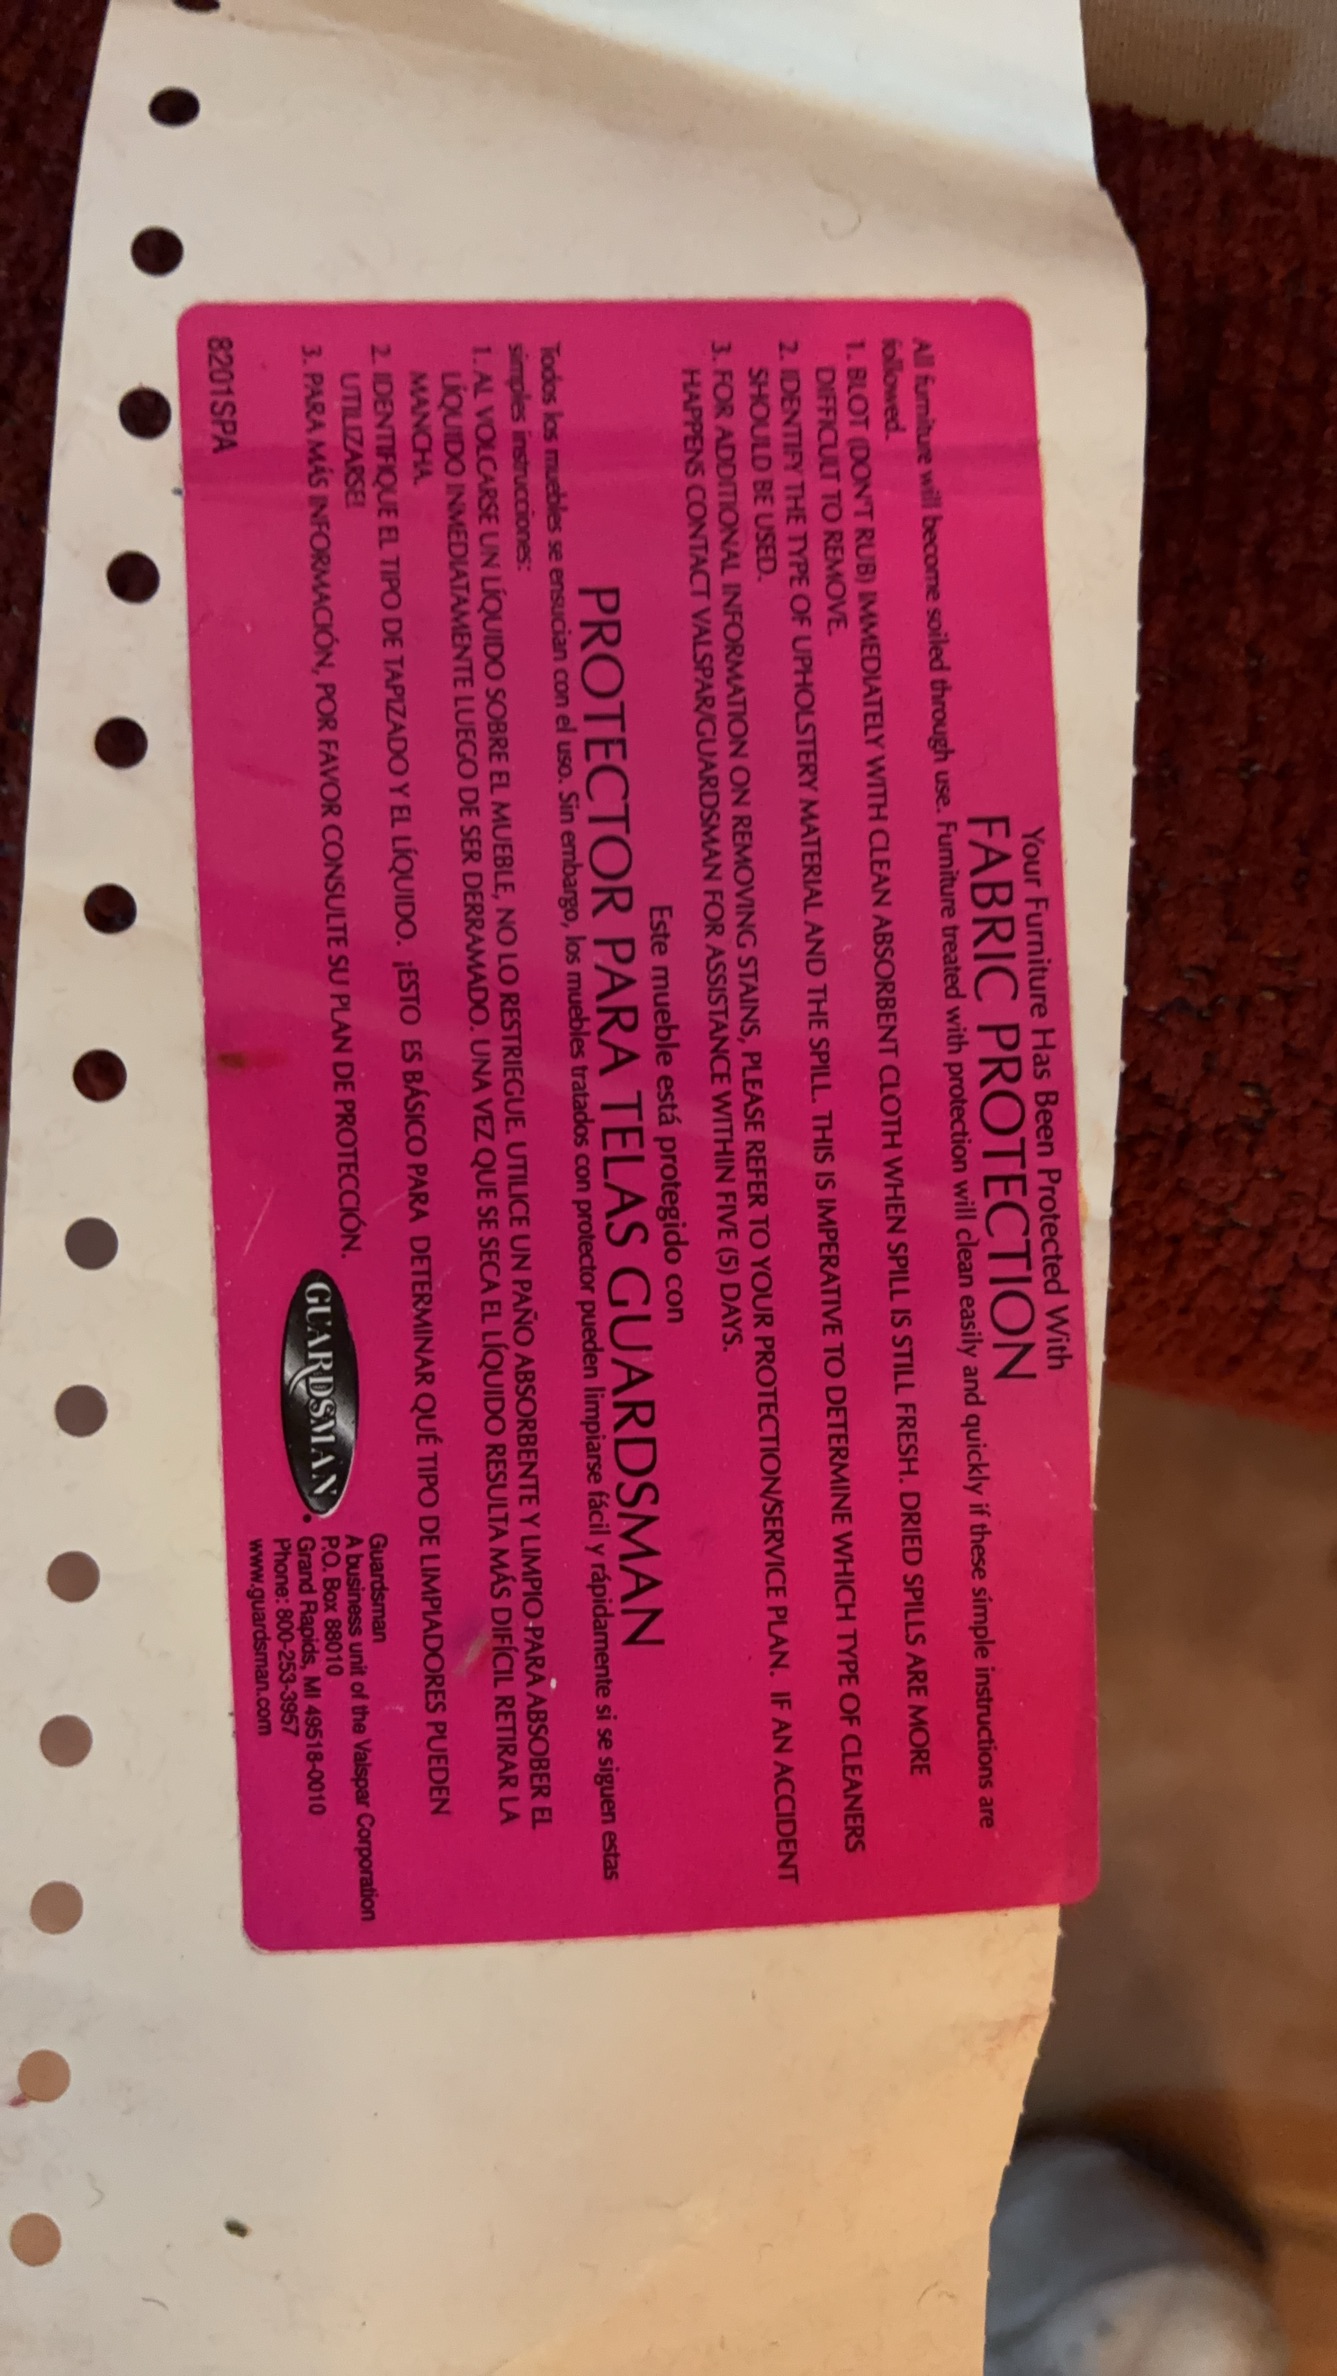 Your Furniture Has Been Protected With
FABRIC PROTECTION
All furniture will become soiled through use. Furniture treated with protection will clean easily and quickly if these simple instructions are
followed.
1. BLOT (DON'T RUB) IMMEDIATELY WITH CLEAN ABSORBENT CLOTH WHEN SPILL IS STILL FRESH. DRIED SPILLS ARE MORE
DIFFICULT TO REMOVE.
2. IDENTIFY THE TYPE OF UPHOLSTERY MATERIAL AND THE SPILL. THIS IS IMPERATIVE TO DETERMINE WHICH TYPE OF CLEANERS
SHOULD BE USED.
3. FOR ADDITIONAL INFORMATION ON REMOVING STAINS, PLEASE REFER TO YOUR PROTECTION/SERVICE PLAN. IF AN ACCIDENT
HAPPENS CONTACT VALSPAR/GUARDSMAN FOR ASSISTANCE WITHIN FIVE (5) DAYS.
Este mueble está protegido con
PROTECTOR PARA TELAS GUARDSMAN
Todos los muebles se ensucian con el uso. Sin embargo, los muebles tratados con protector pueden limpiarse fácil y rápidamente si se siguen estas
simples instrucciones:
1. AL VOLCARSE UN LÍQUIDO SOBRE EL MUEBLE, NO LO RESTRIEGUE. UTILICE UN PAÑO ABSORBENTE Y LIMPIO PARA ABSOBER EL
LÍQUIDO INMEDIATAMENTE LUEGO DE SER DERRAMADO. UNA VEZ QUE SE SECA EL LÍQUIDO RESULTA MÁS DIFÍCIL RETIRAR LA
MANCHA.
2. IDENTIFIQUE EL TIPO DE TAPIZADO Y EL LÍQUIDO. ¡ESTO ES BÁSICO PARA DETERMINAR QUÉ TIPO DE LIMPIADORES PUEDEN
UTILIZARSE!
3. PARA MÁS INFORMACIÓN, POR FAVOR CONSULTE SU PLAN DE PROTECCIÓN.
GUARDSMAN
Guardsman
A business unit of the Valspar Corporation
P.O. Box 88010
Grand Rapids, MI 49518-0010
Phone: 800-253-3957
www.guardsman.com
8201SPA